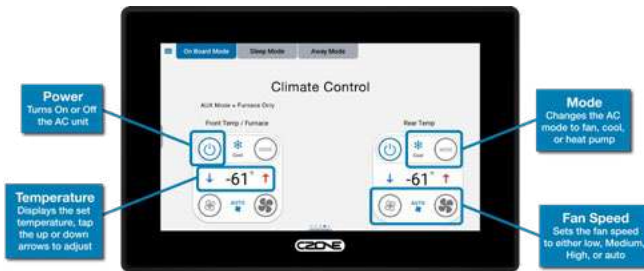 On Board Mode
Sleep Mode
Away Mode
Climate Control
AUX Mode = Furnace Only
Front Temp / Furnace
Rear Temp
Cool
MODE
Cool
MODE
-61°
-61°
AUTO
AUTO
CZONE
Power
Turns On or Off
the AC unit
Temperature
Displays the set
temperature, tap
the up or down
arrows to adjust
Mode
Changes the AC
mode to fan, cool,
or heat pump
Fan Speed
Sets the fan speed
to either low, Medium,
High, or auto